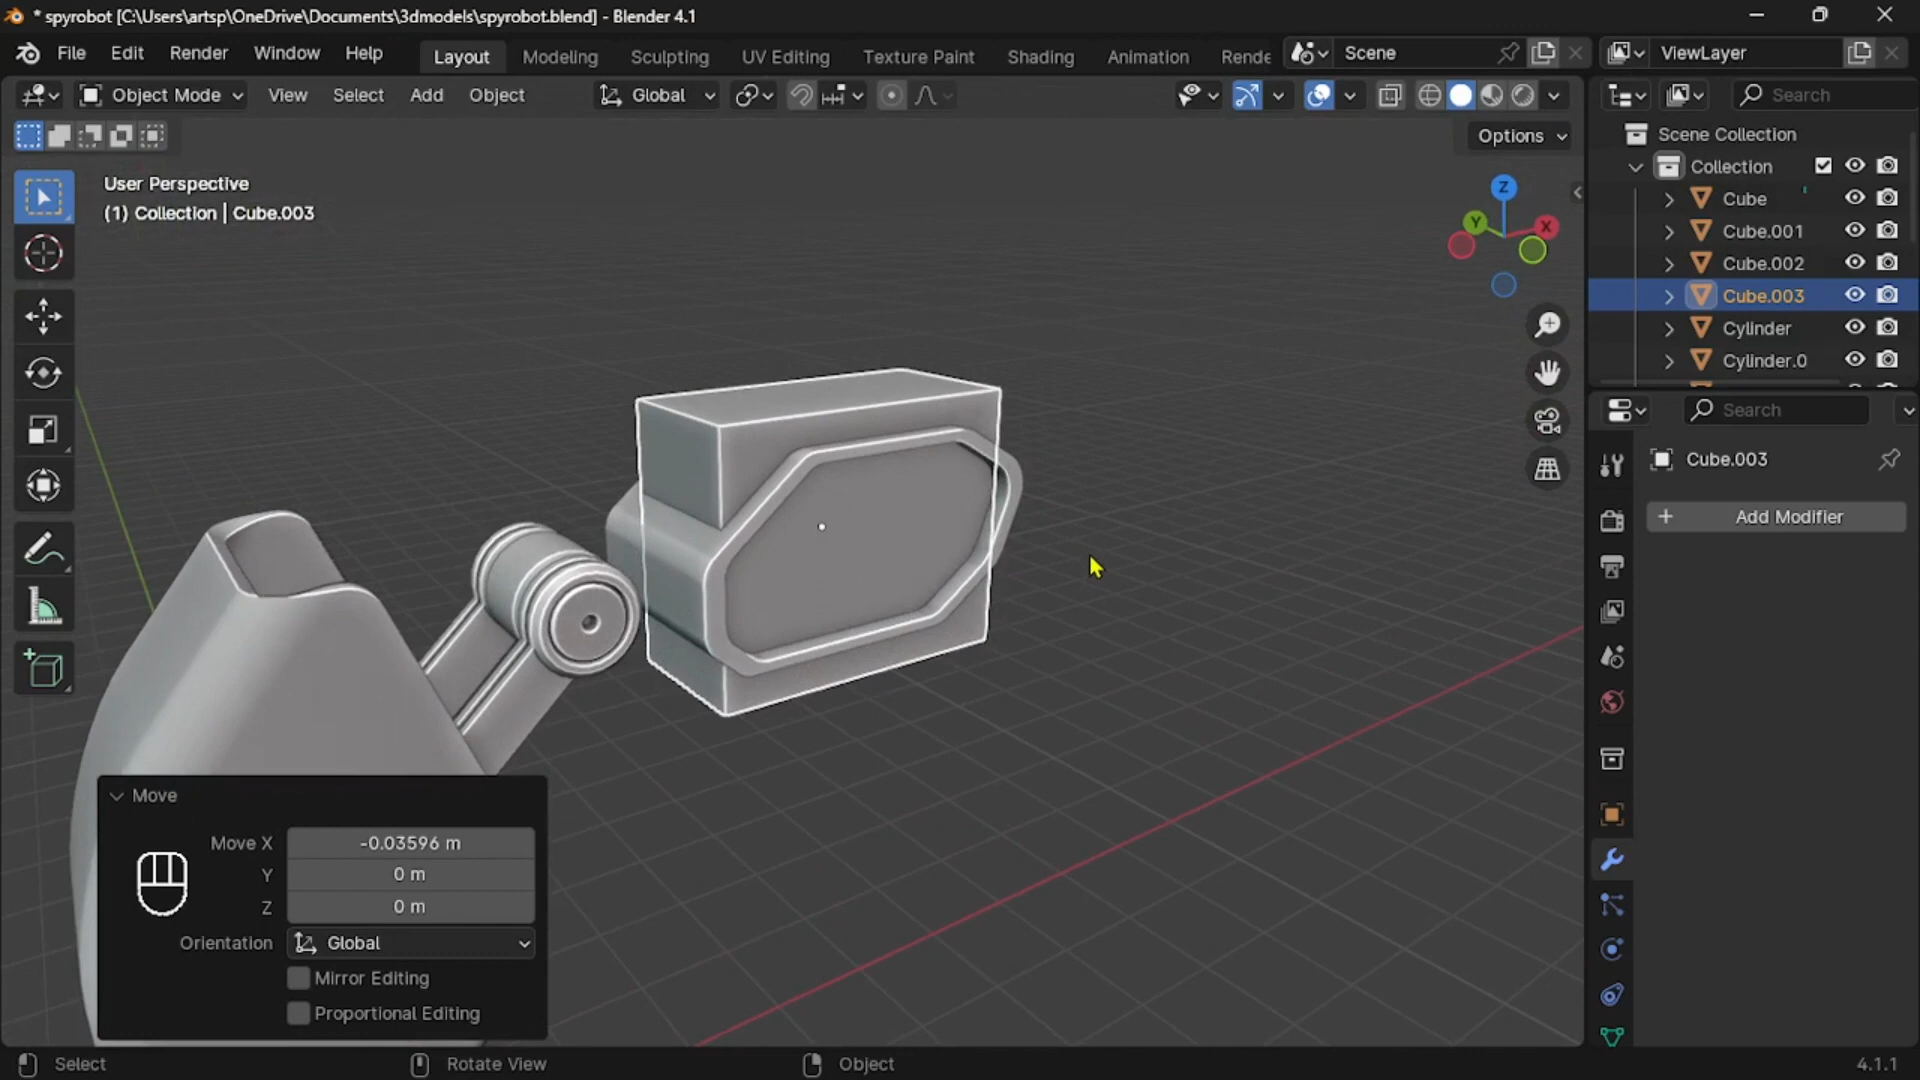 * spyrobot [C:\Users\artsp\OneDrive\Documents\3dmodels\spyrobot.blend] - Blender 4.1
File Edit Render Window Help Layout Modeling Sculpting UV Editing Texture Paint Shading Animation Rende Scene ViewLayer
Object Mode View Select Add Object Global Search
Options
User Perspective
(1) Collection | Cube.003
Z
Y
X
Scene Collection
Collection
Cube
Cube.001
Cube.002
Cube.003
Cylinder
Cylinder.0
Search
Cube.003
+ Add Modifier
Move
Move X -0.03596 m
Y 0 m
Z 0 m
Orientation Global
Mirror Editing
Proportional Editing
Select Rotate View Object 4.1.1